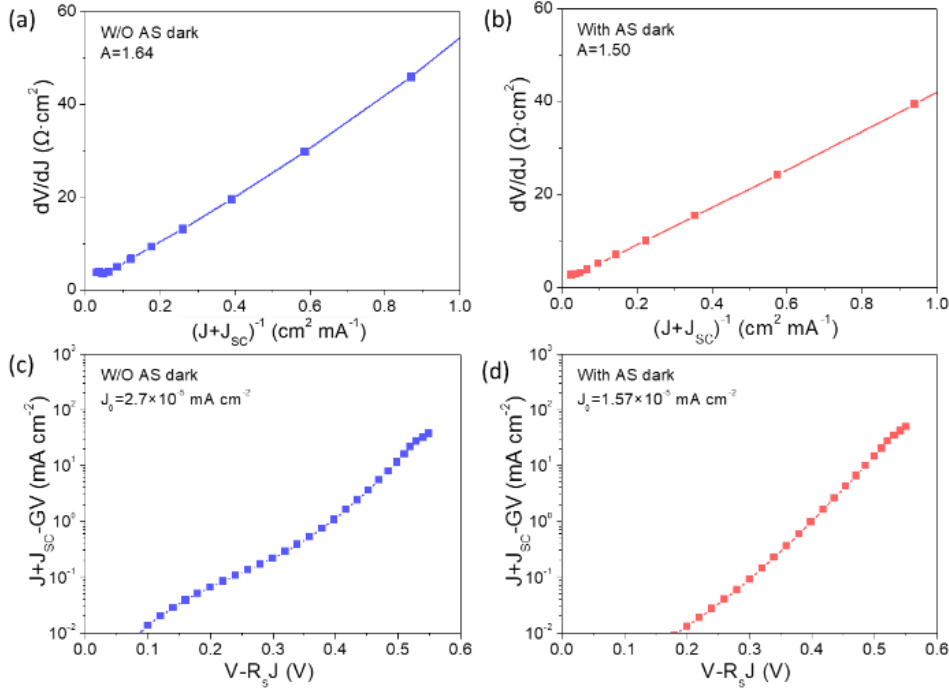 (a)
W/O AS dark
A=1.64
dV/dJ (Ω·cm²)
60
40
20
0
0.0 0.2 0.4 0.6 0.8 1.0
(J+J_SC)⁻¹ (cm² mA⁻¹)
(b)
With AS dark
A=1.50
dV/dJ (Ω·cm²)
60
40
20
0
0.0 0.2 0.4 0.6 0.8 1.0
(J+J_SC)⁻¹ (cm² mA⁻¹)
(c)
W/O AS dark
J₀=2.7×10⁻⁵ mA cm⁻²
J+J_SC-GV (mA cm⁻²)
10³
10²
10¹
10⁰
10⁻¹
10⁻²
0.0 0.1 0.2 0.3 0.4 0.5 0.6
V-RₛJ (V)
(d)
With AS dark
J₀=1.57×10⁻⁵ mA cm⁻²
J+J_SC-GV (mA cm⁻²)
10³
10²
10¹
10⁰
10⁻¹
10⁻²
0.0 0.1 0.2 0.3 0.4 0.5 0.6
V-RₛJ (V)